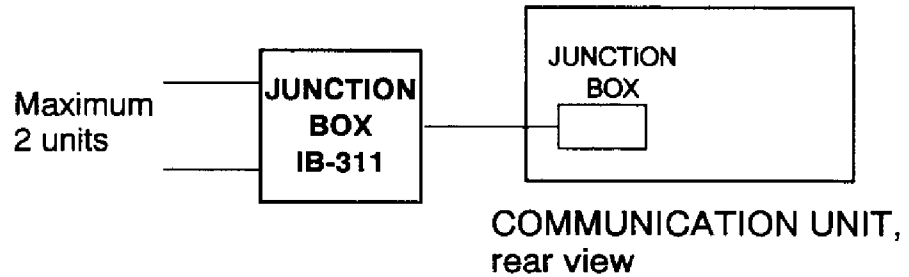 Maximum
2 units
JUNCTION
BOX
IB-311
JUNCTION
BOX
COMMUNICATION UNIT,
rear view